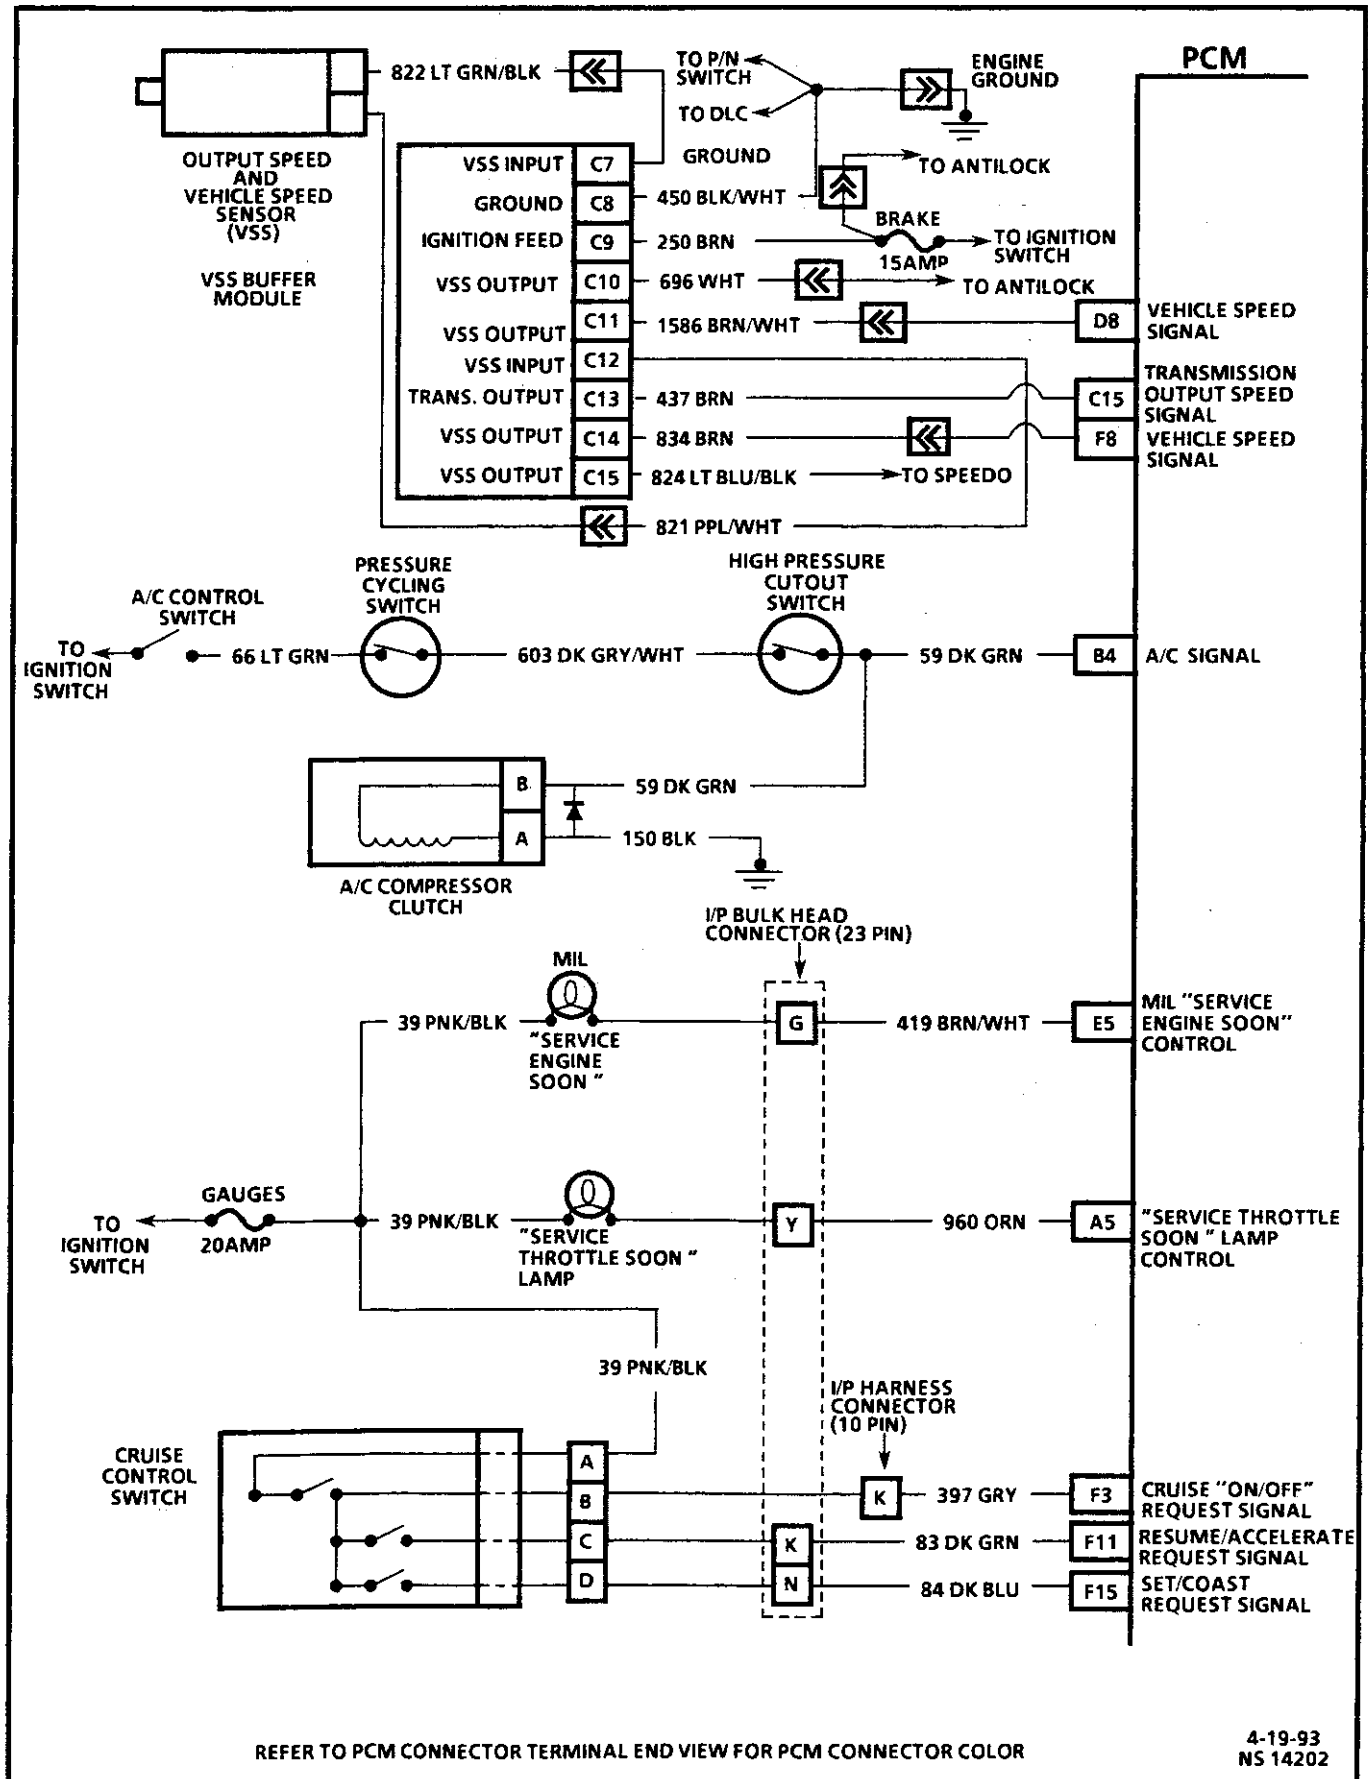 PCM
822 LT GRN/BLK
TO P/N
SWITCH
TO DLC
ENGINE
GROUND
OUTPUT SPEED
AND
VEHICLE SPEED
SENSOR
(VSS)
VSS BUFFER
MODULE
VSS INPUT C7
GROUND
GROUND C8 450 BLK/WHT
TO ANTILOCK
IGNITION FEED C9 250 BRN
BRAKE
15AMP
TO IGNITION
SWITCH
VSS OUTPUT C10 696 WHT
TO ANTILOCK
VSS OUTPUT C11 1586 BRN/WHT
D8 VEHICLE SPEED
SIGNAL
VSS INPUT C12
TRANS. OUTPUT C13 437 BRN
C15 TRANSMISSION
OUTPUT SPEED
SIGNAL
VSS OUTPUT C14 834 BRN
F8 VEHICLE SPEED
SIGNAL
VSS OUTPUT C15 824 LT BLU/BLK
TO SPEEDO
821 PPL/WHT
A/C CONTROL
SWITCH
PRESSURE
CYCLING
SWITCH
HIGH PRESSURE
CUTOUT
SWITCH
TO
IGNITION
SWITCH
66 LT GRN
603 DK GRY/WHT
59 DK GRN
B4 A/C SIGNAL
B 59 DK GRN
A 150 BLK
A/C COMPRESSOR
CLUTCH
I/P BULK HEAD
CONNECTOR (23 PIN)
MIL
39 PNK/BLK
"SERVICE
ENGINE
SOON"
G 419 BRN/WHT E5
MIL "SERVICE
ENGINE SOON"
CONTROL
GAUGES
20AMP
TO
IGNITION
SWITCH
39 PNK/BLK
"SERVICE
THROTTLE SOON"
LAMP
Y 960 ORN A5
"SERVICE THROTTLE
SOON" LAMP
CONTROL
39 PNK/BLK
I/P HARNESS
CONNECTOR
(10 PIN)
CRUISE
CONTROL
SWITCH
A
B K 397 GRY F3
CRUISE "ON/OFF"
REQUEST SIGNAL
C K 83 DK GRN F11
RESUME/ACCELERATE
REQUEST SIGNAL
D N 84 DK BLU F15
SET/COAST
REQUEST SIGNAL
REFER TO PCM CONNECTOR TERMINAL END VIEW FOR PCM CONNECTOR COLOR
4-19-93
NS 14202